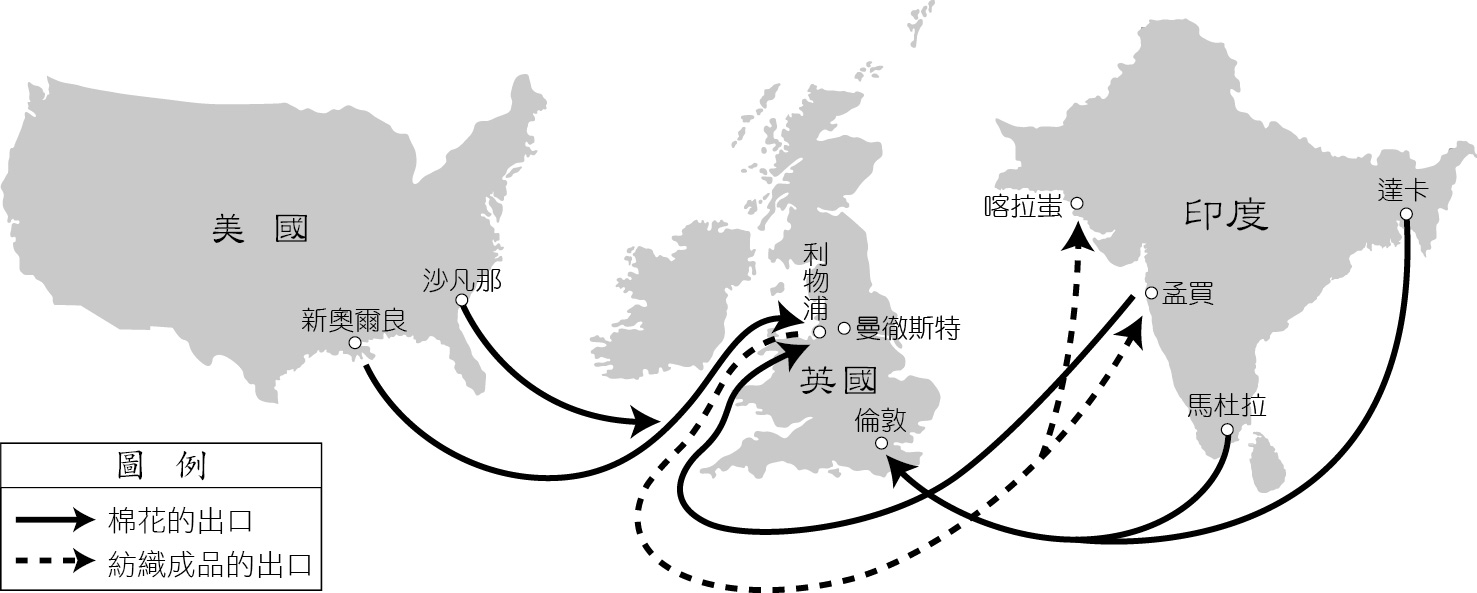 美國
沙凡那
新奧爾良
利物浦
曼徹斯特
英國
倫敦
喀拉蚩
印度
達卡
孟買
馬杜拉
圖例
棉花的出口
紡織成品的出口